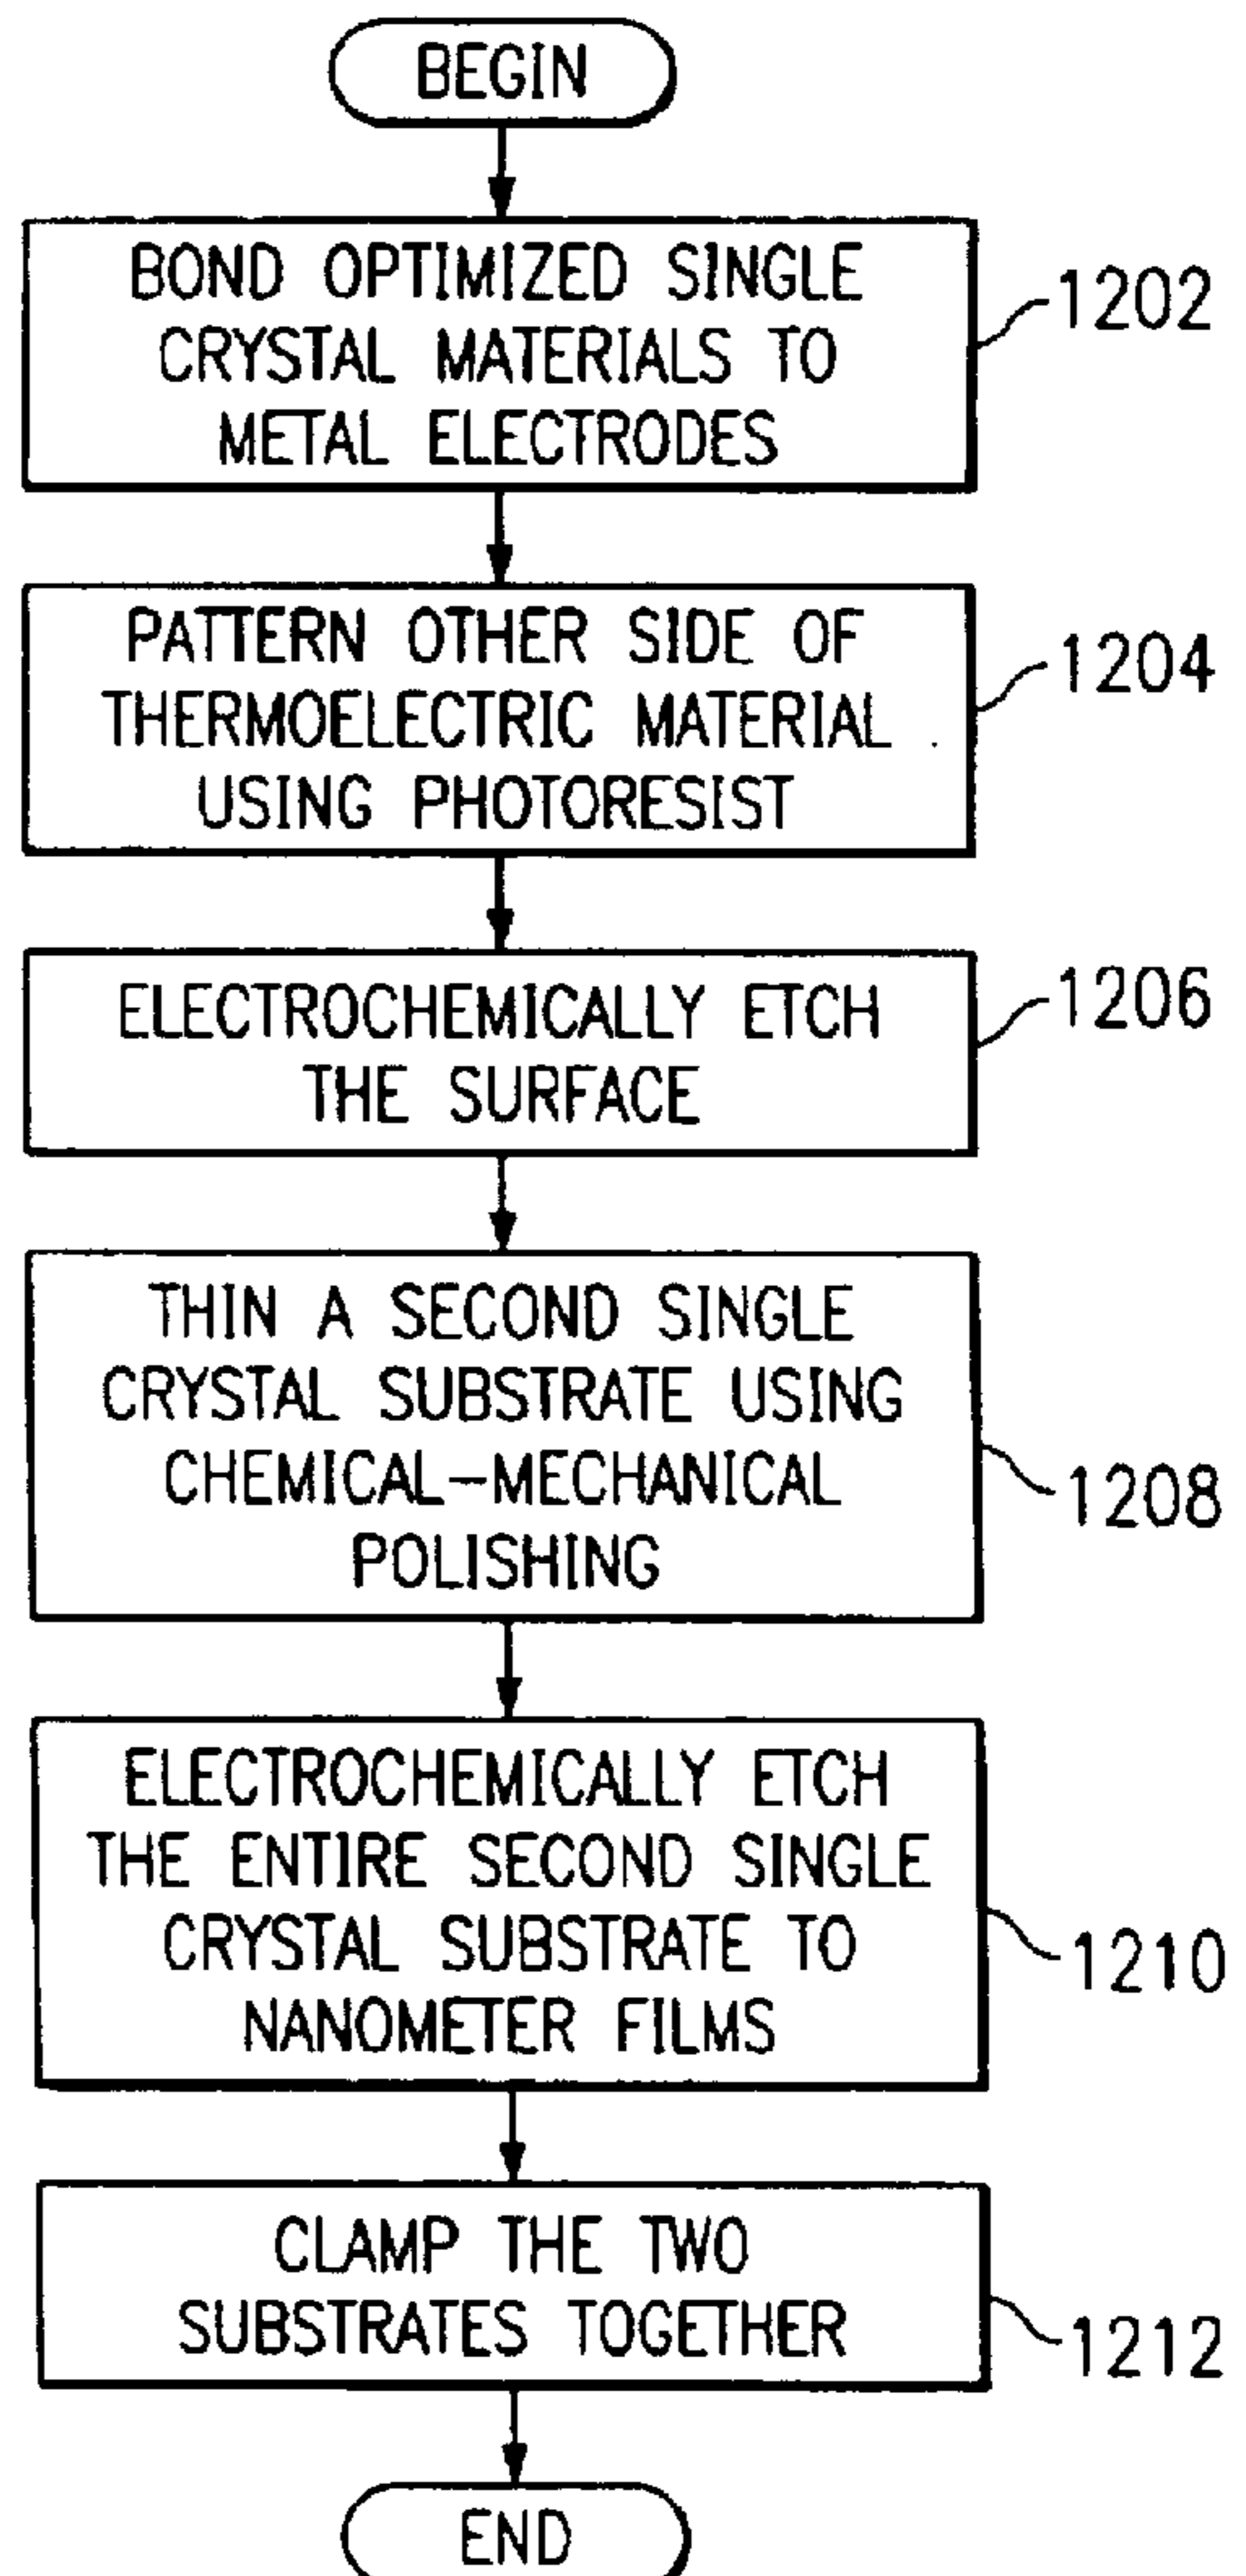 BEGIN
BOND OPTIMIZED SINGLE
CRYSTAL MATERIALS TO
METAL ELECTRODES
1202
PATTERN OTHER SIDE OF
THERMOELECTRIC MATERIAL
USING PHOTORESIST
1204
ELECTROCHEMICALLY ETCH
THE SURFACE
1206
THIN A SECOND SINGLE
CRYSTAL SUBSTRATE USING
CHEMICAL-MECHANICAL
POLISHING
1208
ELECTROCHEMICALLY ETCH
THE ENTIRE SECOND SINGLE
CRYSTAL SUBSTRATE TO
NANOMETER FILMS
1210
CLAMP THE TWO
SUBSTRATES TOGETHER
1212
END